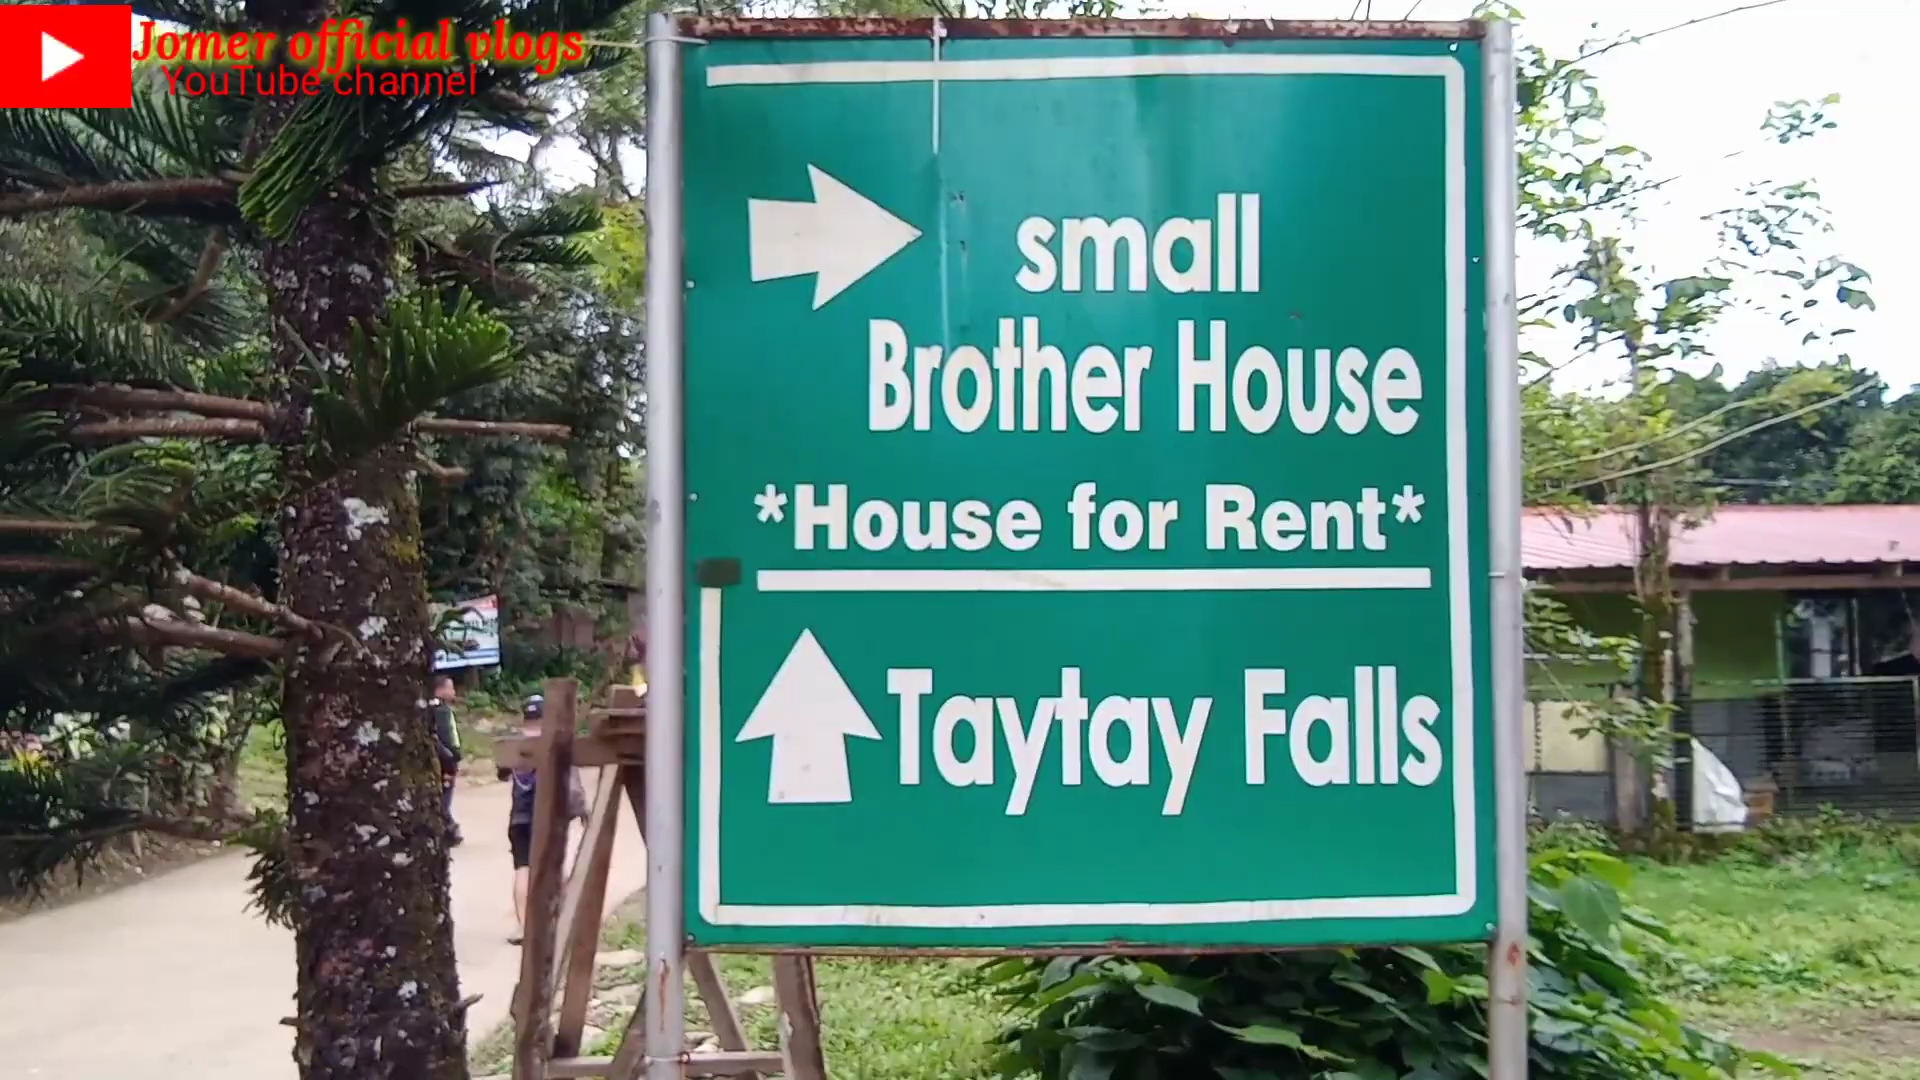 Jomer official vlogs
YouTube channel
small
Brother House
*House for Rent*
Taytay Falls